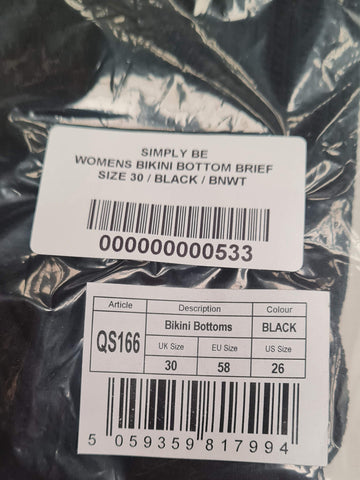 SIMPLY BE
WOMENS BIKINI BOTTOM BRIEF
SIZE 30 / BLACK / BNWT
000000000533
Article Description Colour
QS166 Bikini Bottoms BLACK
UK Size EU Size US Size
30 58 26
5 059359 817994